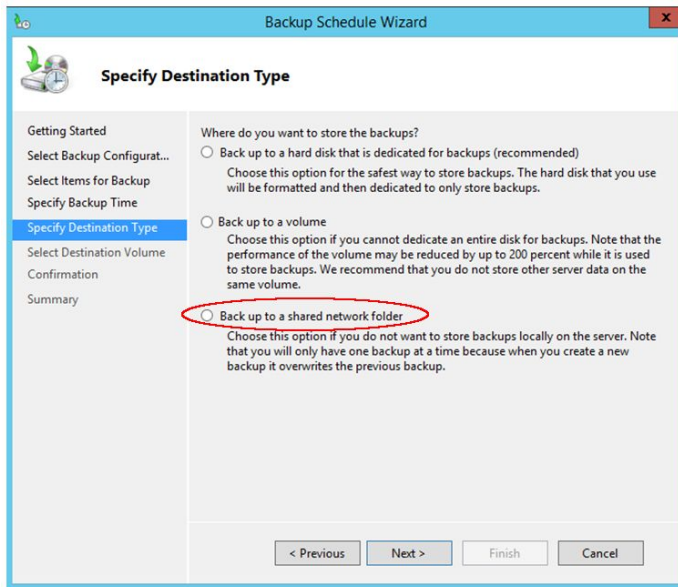 Backup Schedule Wizard
x
Specify Destination Type
Getting Started
Select Backup Configurat...
Select Items for Backup
Specify Backup Time
Specify Destination Type
Select Destination Volume
Confirmation
Summary
Where do you want to store the backups?
Back up to a hard disk that is dedicated for backups (recommended)
Choose this option for the safest way to store backups. The hard disk that you use
will be formatted and then dedicated to only store backups.
Back up to a volume
Choose this option if you cannot dedicate an entire disk for backups. Note that the
performance of the volume may be reduced by up to 200 percent while it is used
to store backups. We recommend that you do not store other server data on the
same volume.
Back up to a shared network folder
Choose this option if you do not want to store backups locally on the server. Note
that you will only have one backup at a time because when you create a new
backup it overwrites the previous backup.
< Previous
Next >
Finish
Cancel